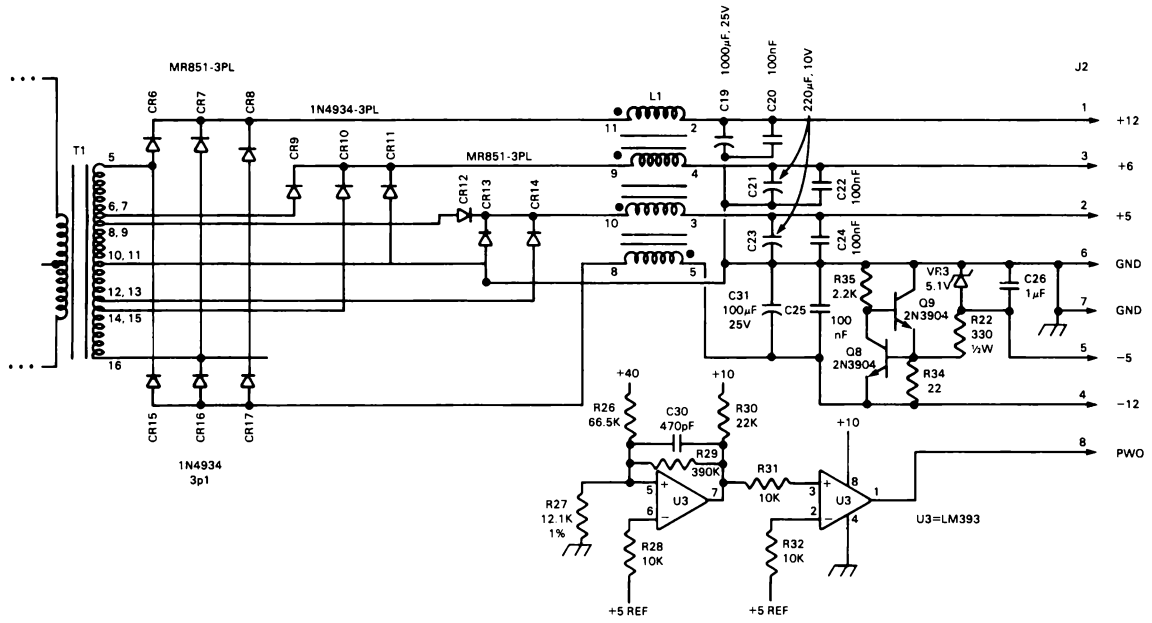 MR851-3PL
CR6
CR7
CR8
1N4934-3PL
CR9
CR10
CR11
MR851-3PL
CR12
CR13
CR14
L1
C19 1000μF, 25V
C20 100nF
220μF, 10V
J2
11
2
1
+12
9
4
3
+6
C21
C22
100nF
10
3
2
+5
C23
C24
100nF
8
5
6
GND
T1
5
6, 7
8, 9
10, 11
12, 13
14, 15
16
C31
100μF
25V
C25
100
nF
R35
2.2K
Q9
2N3904
VR3
5.1V
C26
1μF
7
GND
R22
330
½W
Q8
2N3904
5
-5
R34
22
4
-12
CR15
CR16
CR17
1N4934
3p1
+40
+10
R26
66.5K
C30
470pF
R30
22K
R29
390K
+10
8
PWO
R27
12.1K
1%
5
+
6
−
U3
7
R31
10K
3
+
2
−
U3
8
1
4
U3=LM393
R28
10K
R32
10K
+5 REF
+5 REF